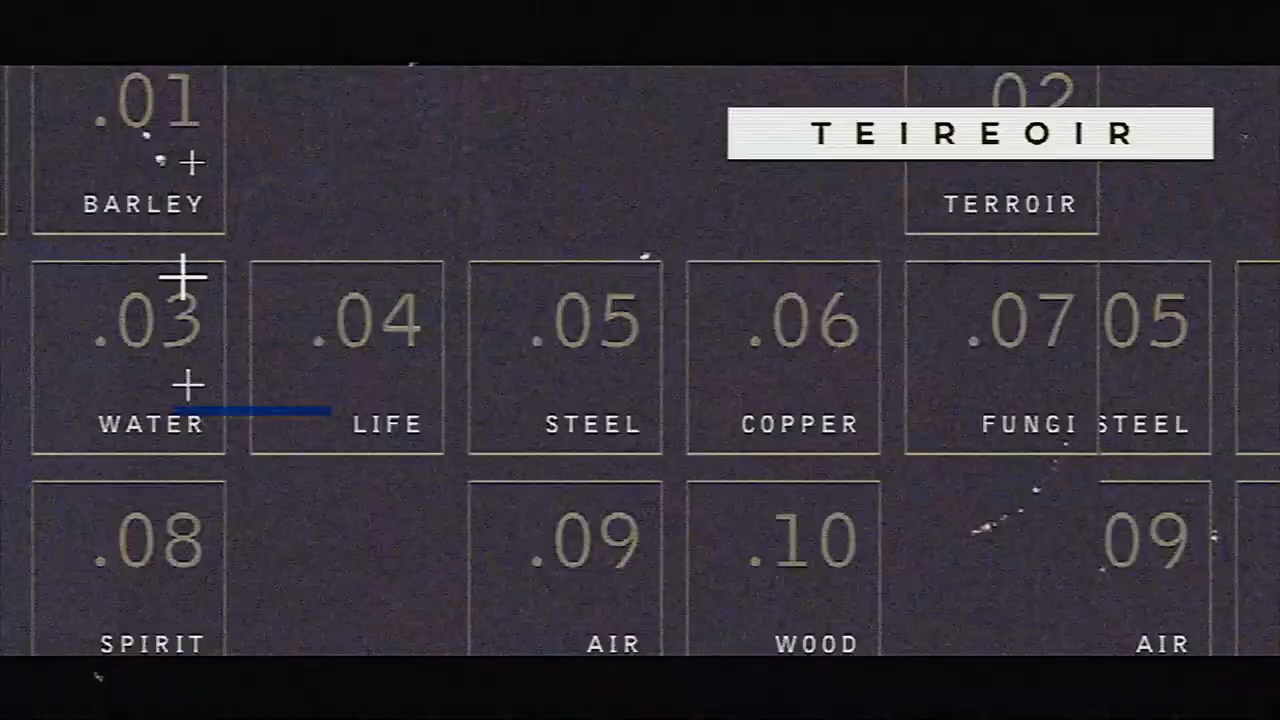 .01
02
TEIREOIR
BARLEY
TERROIR
.03 .04 .05 .06 .07 05
WATER LIFE STEEL COPPER FUNGI STEEL
.08 .09 .10 09
SPIRIT AIR WOOD AIR